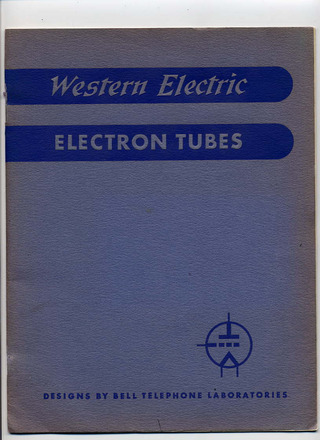 Western Electric
ELECTRON TUBES
DESIGNS BY BELL TELEPHONE LABORATORIES